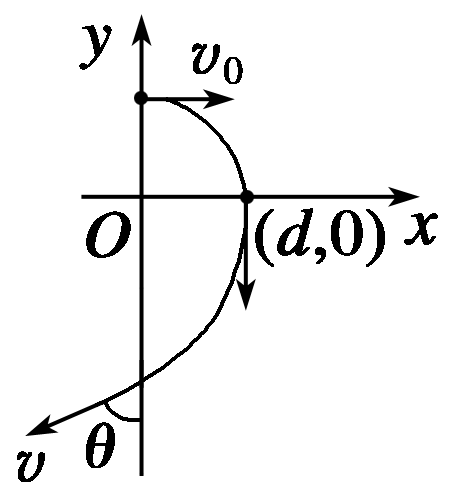 y
v₀
O
(d,0)
x
θ
v